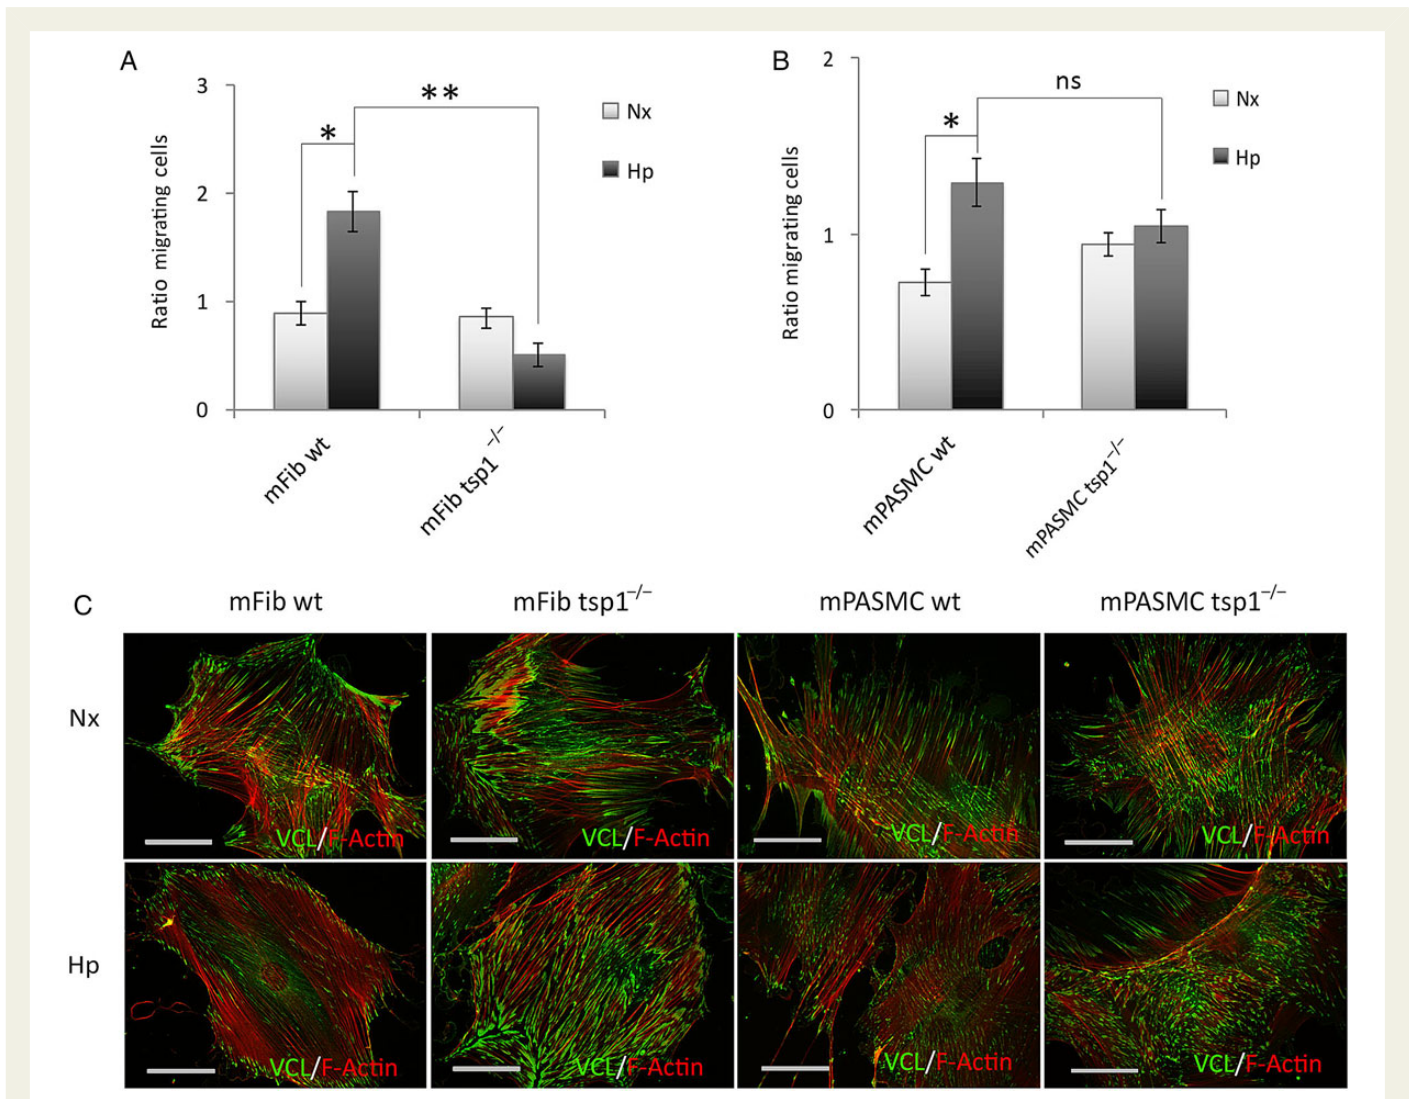 A
Ratio migrating cells
3
2
1
0
*
**
Nx
Hp
mFib wt
mFib tsp1 −/−
B
Ratio migrating cells
2
1
0
*
ns
Nx
Hp
mPASMC wt
mPASMC tsp1−/−
C
mFib wt
mFib tsp1−/−
mPASMC wt
mPASMC tsp1−/−
Nx
VCL/F-Actin
VCL/F-Actin
VCL/F-Actin
VCL/F-Actin
Hp
VCL/F-Actin
VCL/F-Actin
VCL/F-Actin
VCL/F-Actin